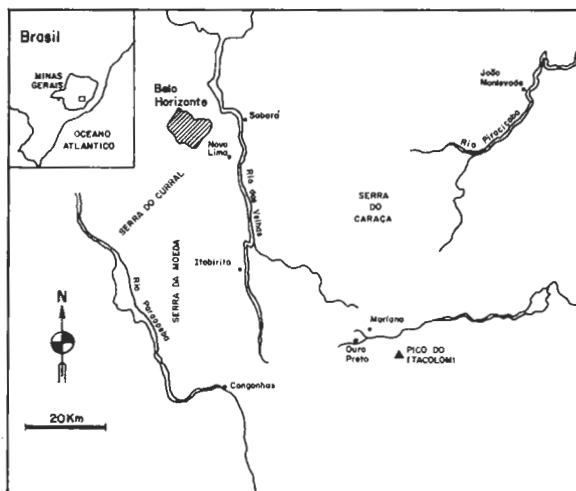 Brasil
MINAS
GERAIS
OCEANO
ATLANTICO
Belo
Horizonte
Sabará
Nova
Lima
João
Monlevade
Rio Piracicaba
SERRA DO CURRAL
Rio das Velhas
SERRA
DO
CARAÇA
SERRA DA MOEDA
Itabirito
Rio Paraopeba
N
Mariana
Ouro
Preto
PICO DO
ITACOLOMI
Congonhas
20Km